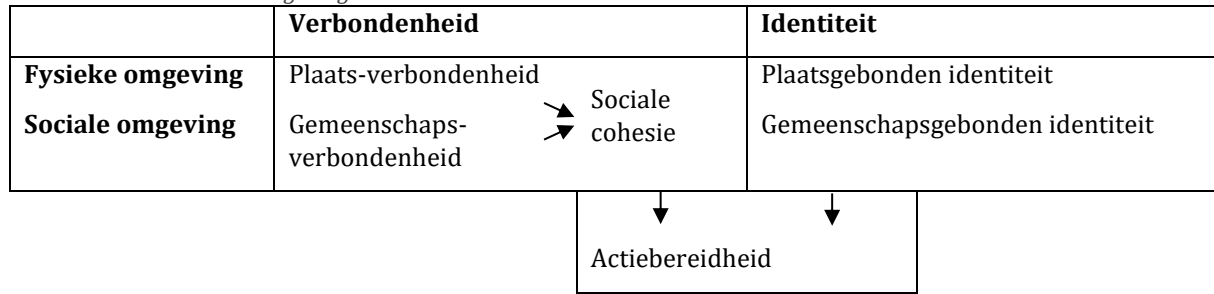 Verbondenheid Identiteit
Fysieke omgeving Plaats-verbondenheid Plaatsgebonden identiteit
Sociale
Sociale omgeving Gemeenschaps- cohesie Gemeenschapsgebonden identiteit
verbondenheid
Actiebereidheid